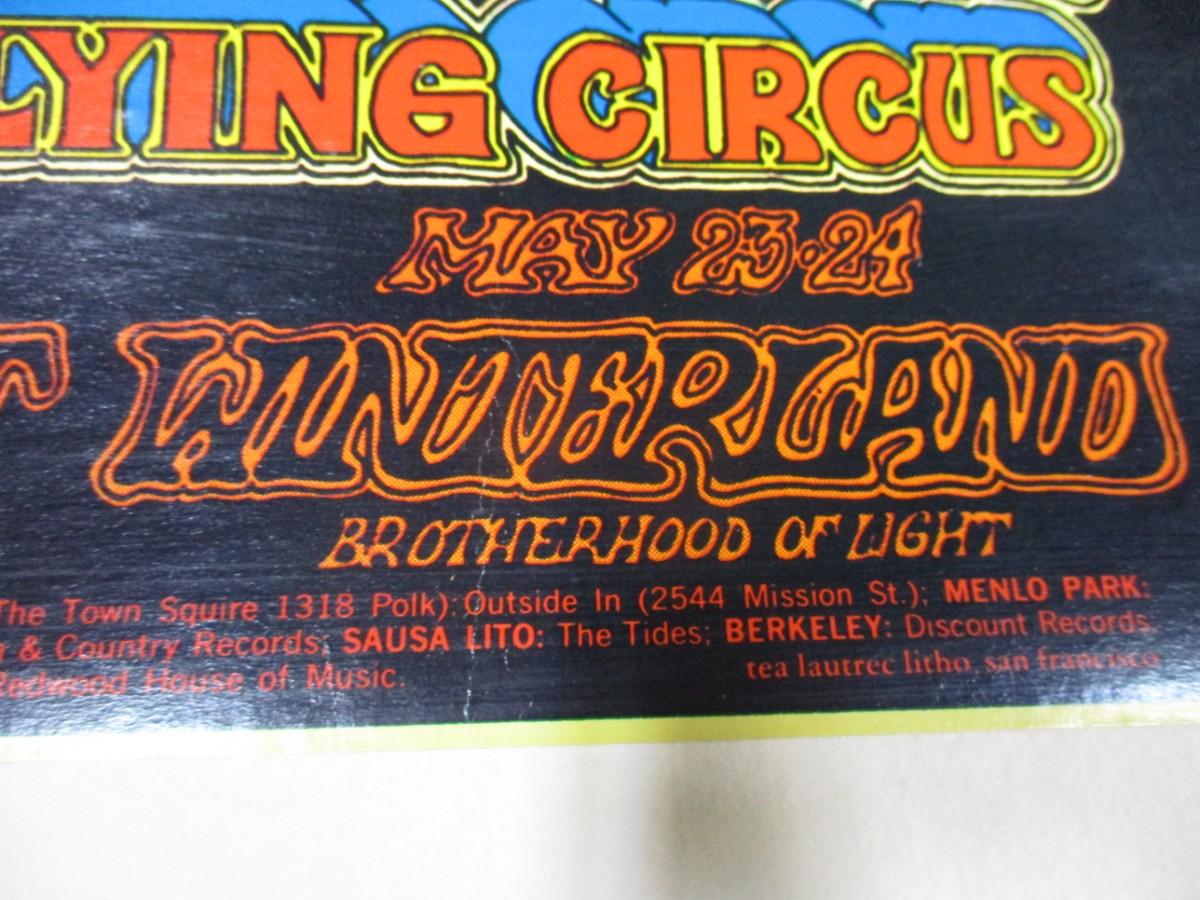 LYING CIRCUS
MAY 23·24
T WINTERLAND
BROTHERHOOD OF LIGHT
The Town Squire 1318 Polk); Outside In (2544 Mission St.); MENLO PARK:
n & Country Records; SAUSA LITO: The Tides; BERKELEY: Discount Records.
Redwood House of Music.
tea lautrec litho, san francisco